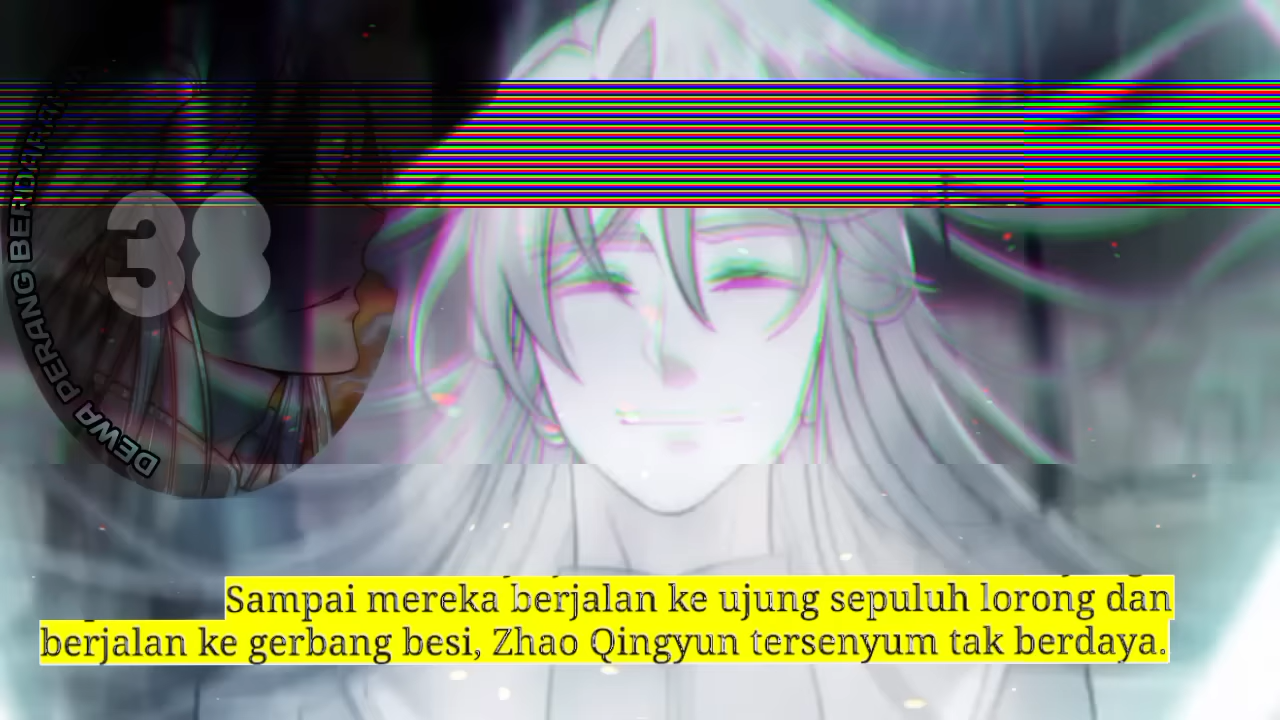 38
DEWA PERANG BERDARAH
Sampai mereka berjalan ke ujung sepuluh lorong dan
berjalan ke gerbang besi, Zhao Qingyun tersenyum tak berdaya.